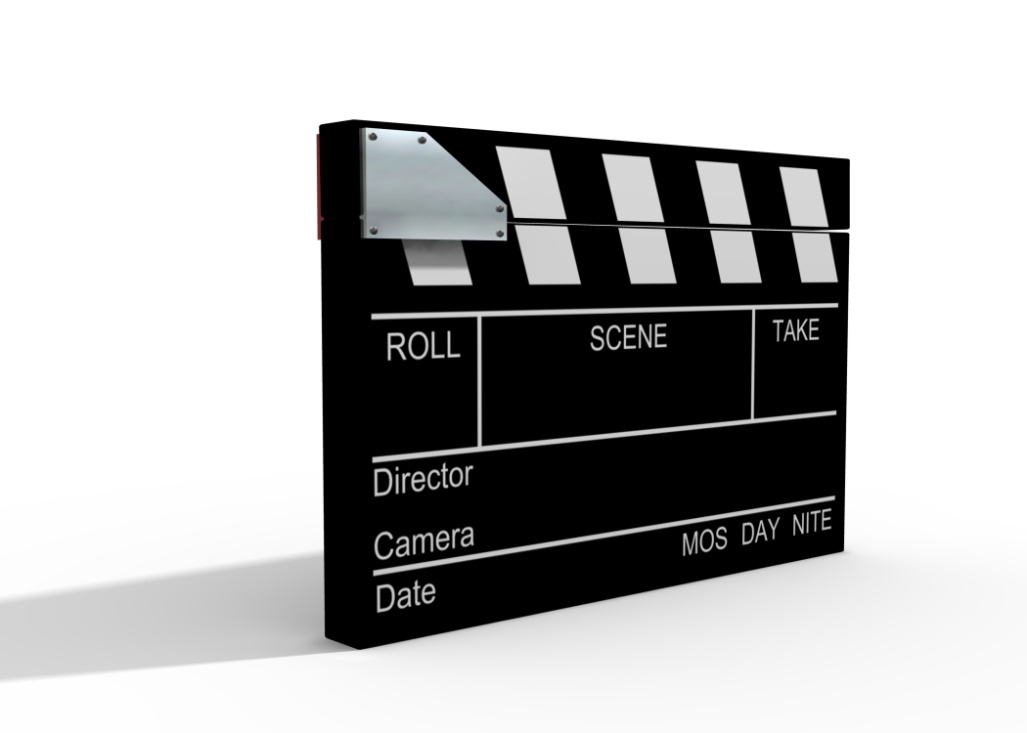 ROLL SCENE TAKE
Director
Camera
MOS DAY NITE
Date